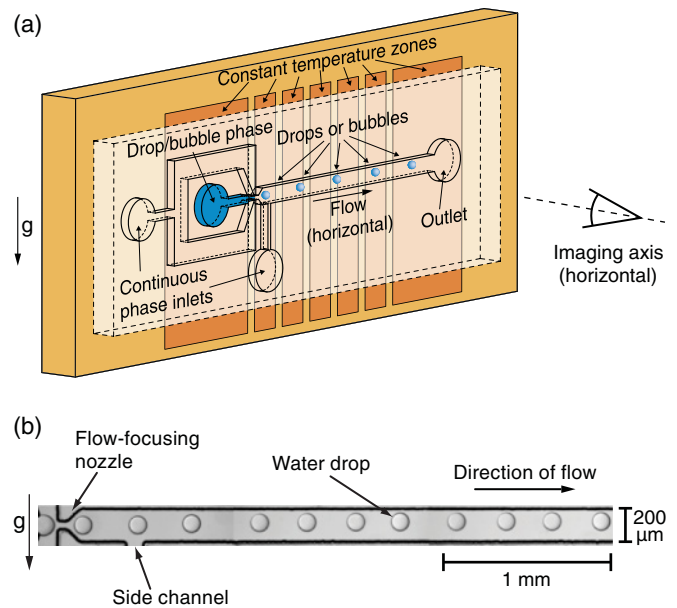 (a)
Constant temperature zones
Drop/bubble phase
Drops or bubbles
g
Flow
(horizontal)
Outlet
Continuous
phase inlets
Imaging axis
(horizontal)
(b)
Flow-focusing
nozzle
Water drop
Direction of flow
g
200
μm
1 mm
Side channel